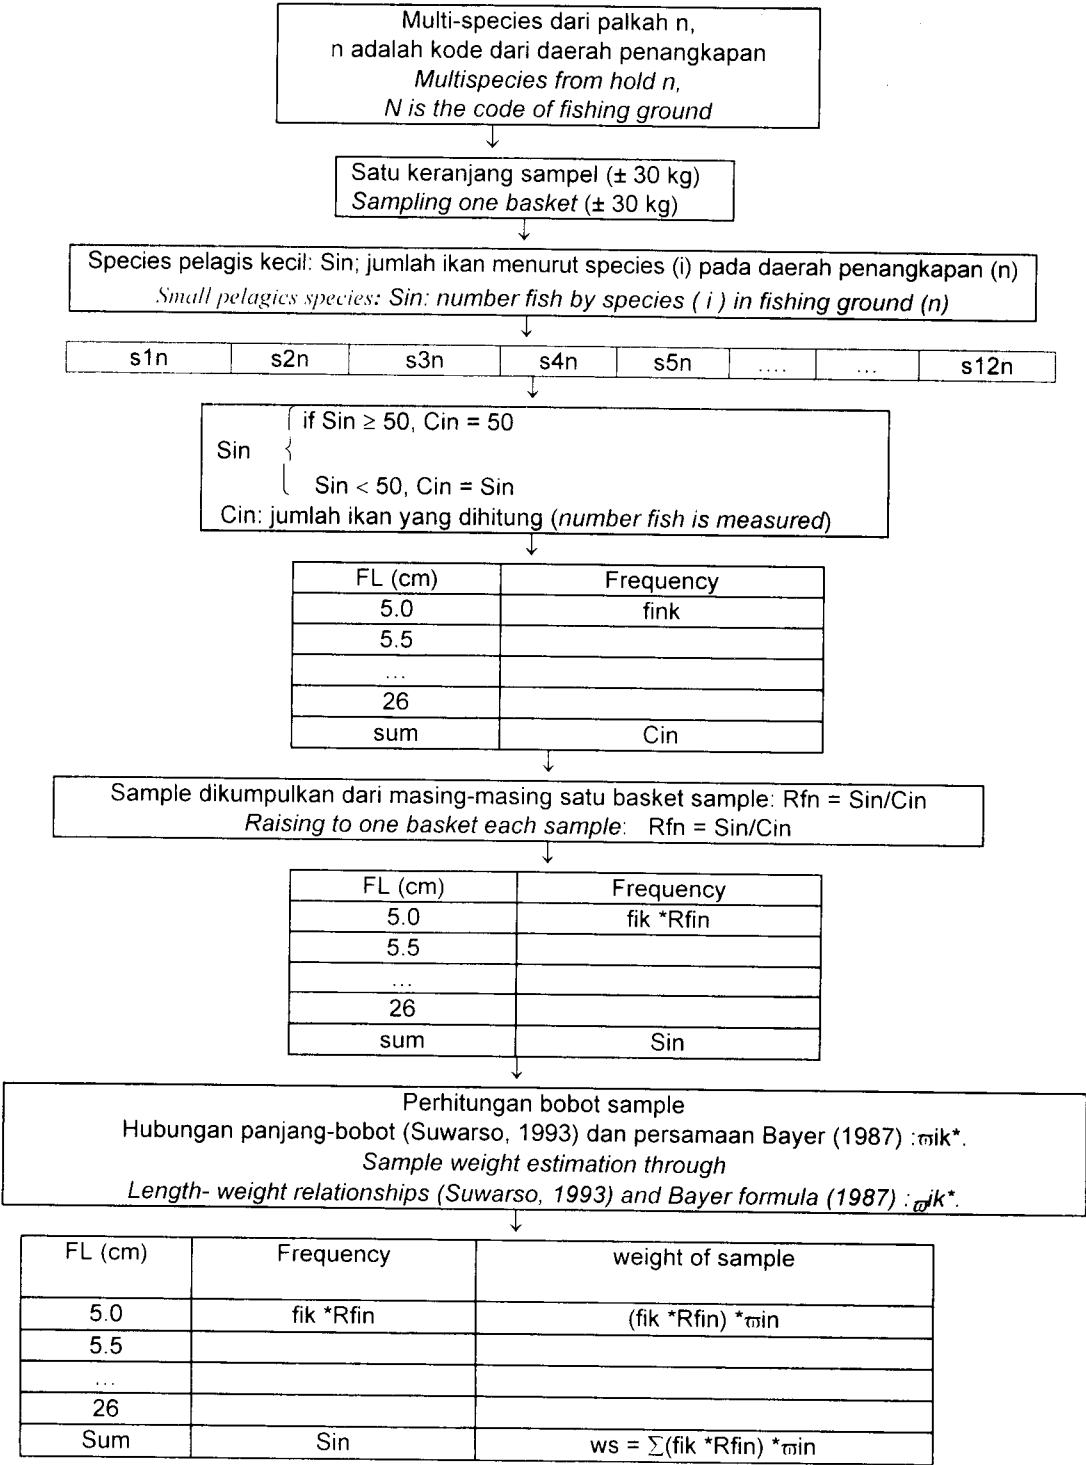 Multi-species dari palkah n,
n adalah kode dari daerah penangkapan
Multispecies from hold n,
N is the code of fishing ground
Satu keranjang sampel (± 30 kg)
Sampling one basket (± 30 kg)
Species pelagis kecil: Sin; jumlah ikan menurut species (i) pada daerah penangkapan (n)
Small pelagics species: Sin: number fish by species ( i ) in fishing ground (n)
s1n s2n s3n s4n s5n .... ... s12n
if Sin ≥ 50, Cin = 50
Sin {
Sin < 50, Cin = Sin
Cin: jumlah ikan yang dihitung (number fish is measured)
FL (cm) Frequency
5.0 fink
5.5
...
26
sum Cin
Sample dikumpulkan dari masing-masing satu basket sample: Rfn = Sin/Cin
Raising to one basket each sample: Rfn = Sin/Cin
FL (cm) Frequency
5.0 fik *Rfin
5.5
...
26
sum Sin
Perhitungan bobot sample
Hubungan panjang-bobot (Suwarso, 1993) dan persamaan Bayer (1987) :ϖik*.
Sample weight estimation through
Length- weight relationships (Suwarso, 1993) and Bayer formula (1987) :ϖik*.
FL (cm) Frequency weight of sample
5.0 fik *Rfin (fik *Rfin) *ϖin
5.5
...
26
Sum Sin ws = ∑(fik *Rfin) *ϖin